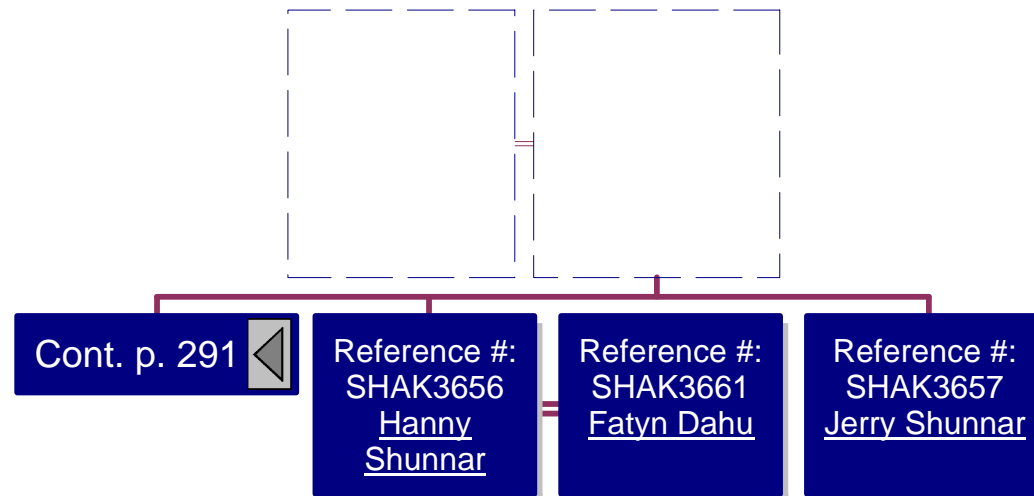 Cont. p. 291
Reference #:
SHAK3656
Hanny
Shunnar
Reference #:
SHAK3661
Fatyn Dahu
Reference #:
SHAK3657
Jerry Shunnar